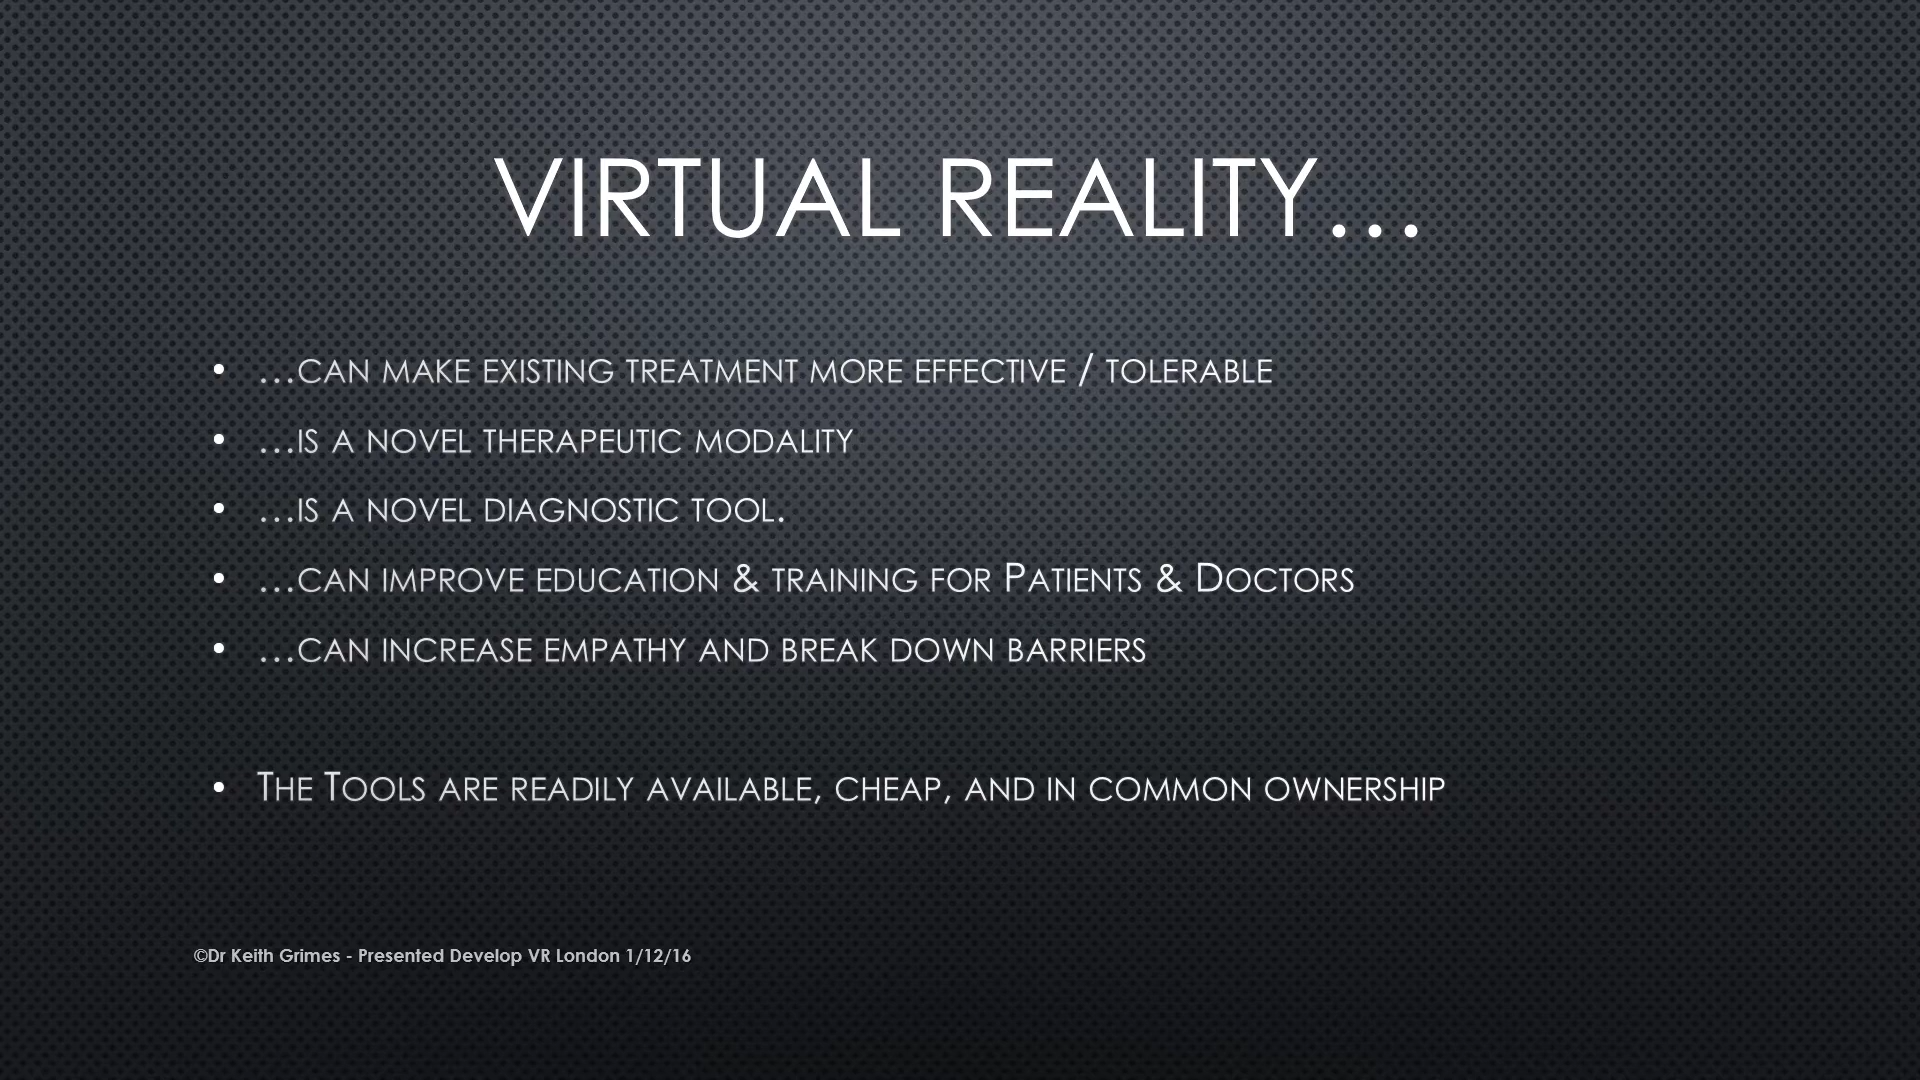 VIRTUAL REALITY...
• ...CAN MAKE EXISTING TREATMENT MORE EFFECTIVE / TOLERABLE
• ...IS A NOVEL THERAPEUTIC MODALITY
• ...IS A NOVEL DIAGNOSTIC TOOL.
• ...CAN IMPROVE EDUCATION & TRAINING FOR PATIENTS & DOCTORS
• ...CAN INCREASE EMPATHY AND BREAK DOWN BARRIERS
• THE TOOLS ARE READILY AVAILABLE, CHEAP, AND IN COMMON OWNERSHIP
©Dr Keith Grimes - Presented Develop VR London 1/12/16